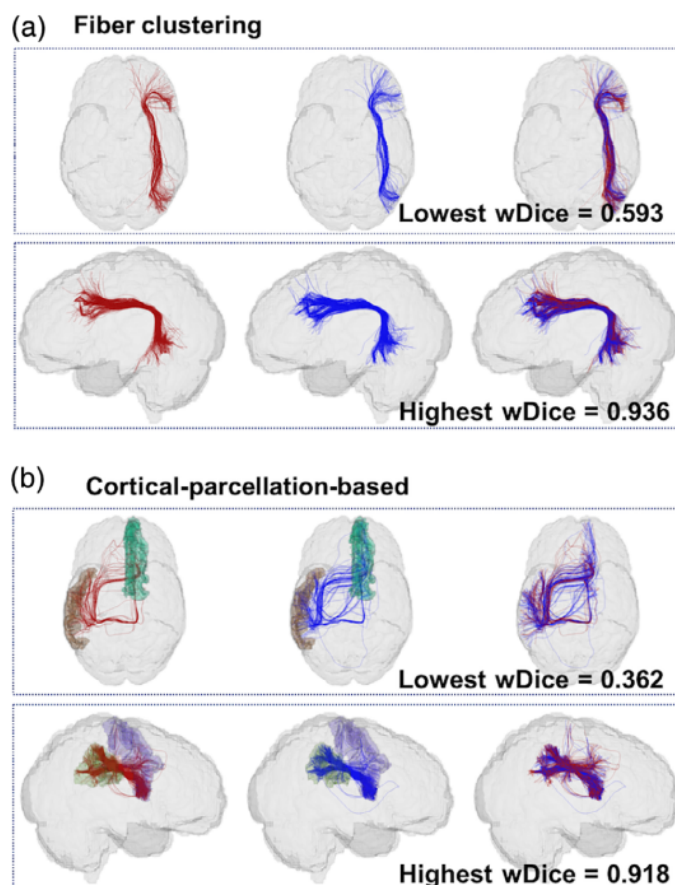 (a) Fiber clustering
Lowest wDice = 0.593
Highest wDice = 0.936
(b) Cortical-parcellation-based
Lowest wDice = 0.362
Highest wDice = 0.918